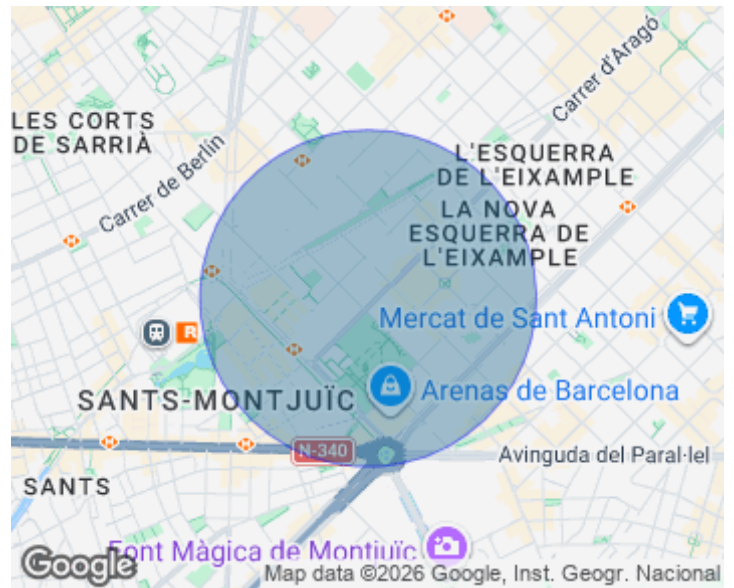 Carrer d'Aragó
LES CORTS
DE SARRIÀ
L'ESQUERRA
DE L'EIXAMPLE
Carrer de Berlín
LA NOVA
ESQUERRA DE
L'EIXAMPLE
Mercat de Sant Antoni
R
Arenas de Barcelona
SANTS-MONTJUÏC
N-340
Avinguda del Paral·lel
SANTS
Font Màgica de Montjuïc
Google
Map data ©2026 Google, Inst. Geogr. Nacional